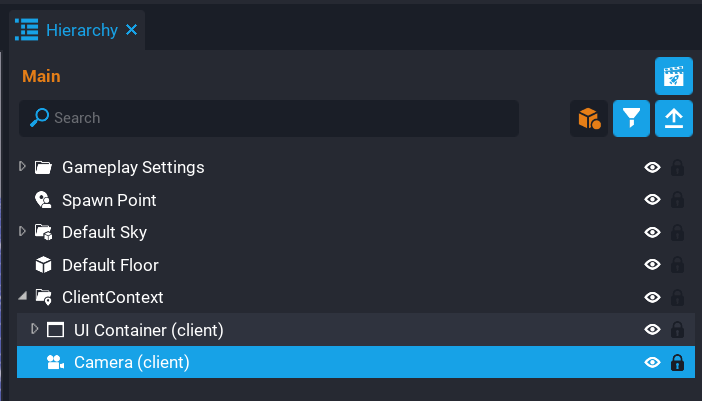 Hierarchy
Main
Search
Gameplay Settings
Spawn Point
Default Sky
Default Floor
ClientContext
UI Container (client)
Camera (client)